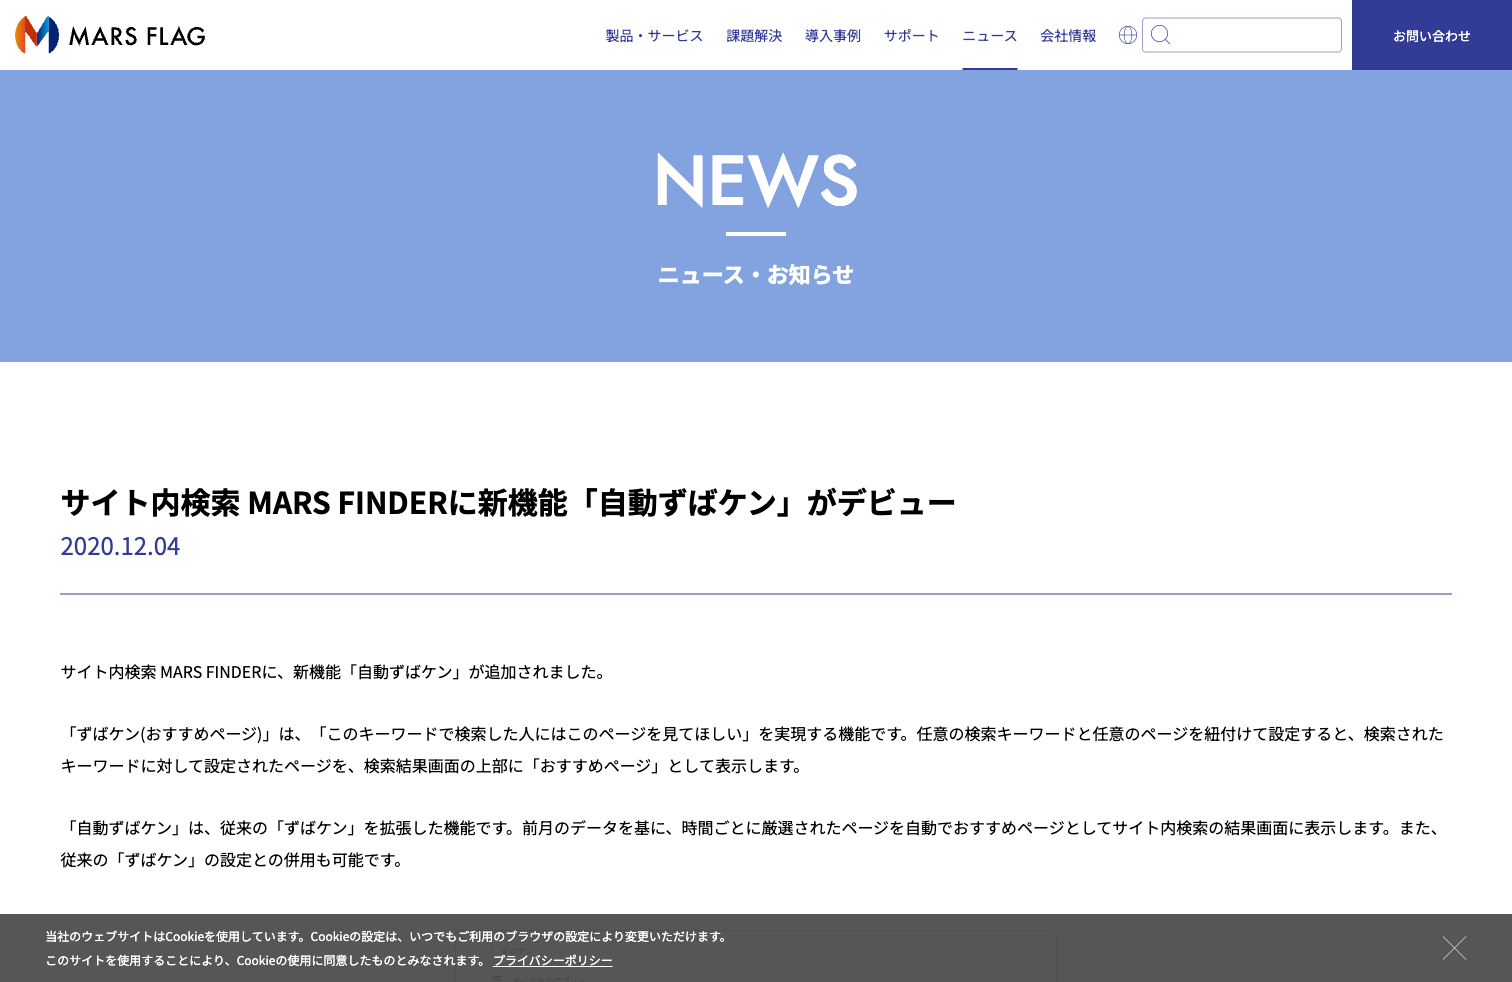 MARS FLAG
製品・サービス 課題解決 導入事例 サポート ニュース 会社情報 お問い合わせ
NEWS
ニュース・お知らせ
サイト内検索 MARS FINDERに新機能「自動ずばケン」がデビュー
2020.12.04
サイト内検索 MARS FINDERに、新機能「自動ずばケン」が追加されました。
「ずばケン(おすすめページ)」は、「このキーワードで検索した人にはこのページを見てほしい」を実現する機能です。任意の検索キーワードと任意のページを紐付けて設定すると、検索された
キーワードに対して設定されたページを、検索結果画面の上部に「おすすめページ」として表示します。
「自動ずばケン」は、従来の「ずばケン」を拡張した機能です。前月のデータを基に、時間ごとに厳選されたページを自動でおすすめページとしてサイト内検索の結果画面に表示します。また、
従来の「ずばケン」の設定との併用も可能です。
当社のウェブサイトはCookieを使用しています。Cookieの設定は、いつでもご利用のブラウザの設定により変更いただけます。
このサイトを使用することにより、Cookieの使用に同意したものとみなされます。 プライバシーポリシー